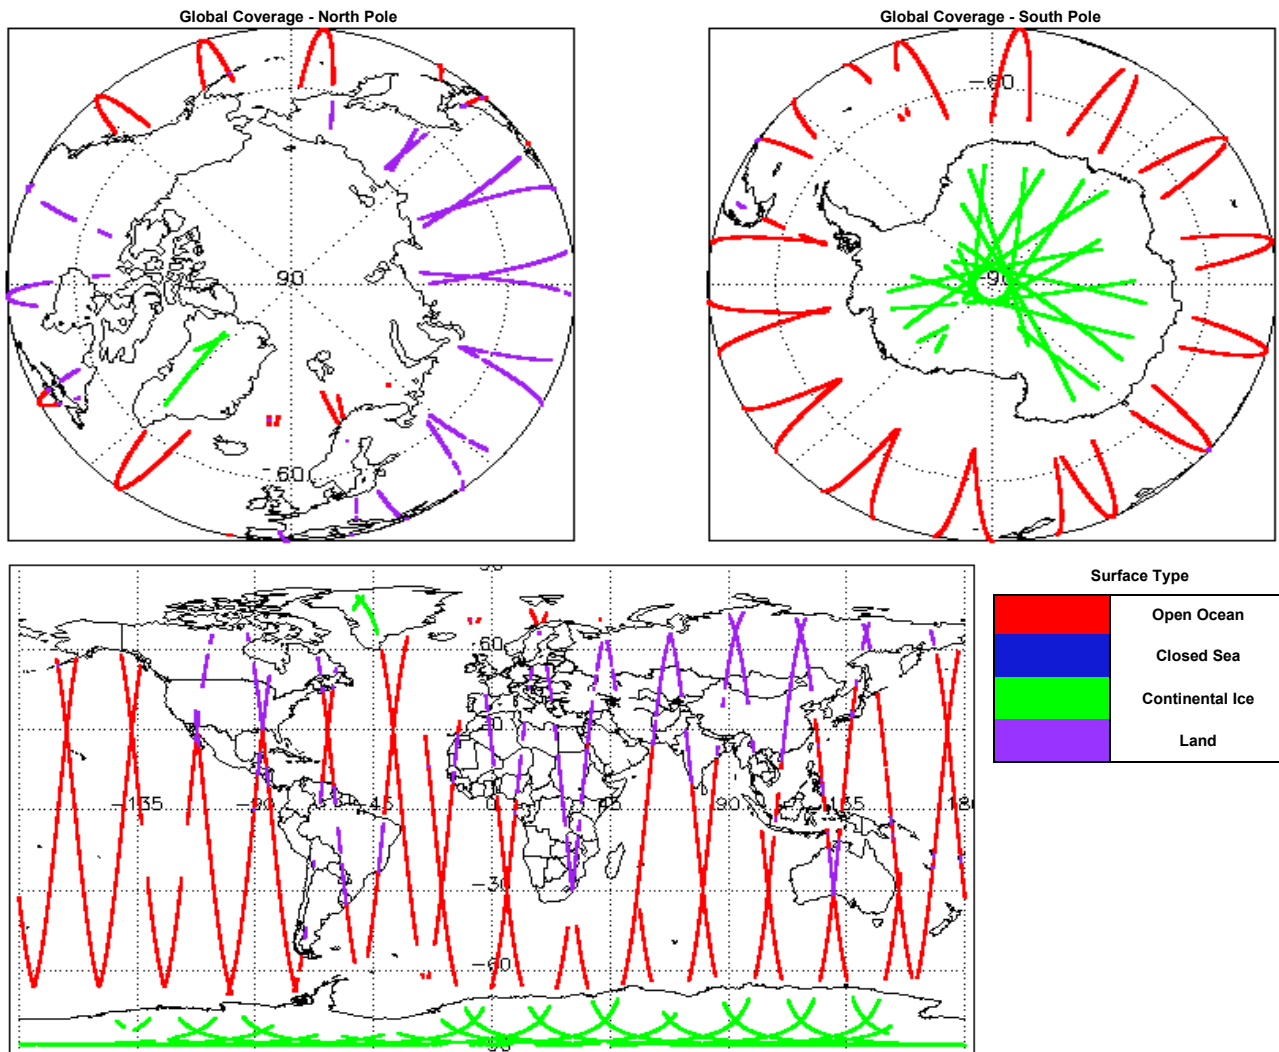 Global Coverage - North Pole
Global Coverage - South Pole
90
-60
-60
-90
-135
-90
-45
0
45
90
135
180
60
-30
-60
Surface Type
Open Ocean
Closed Sea
Continental Ice
Land